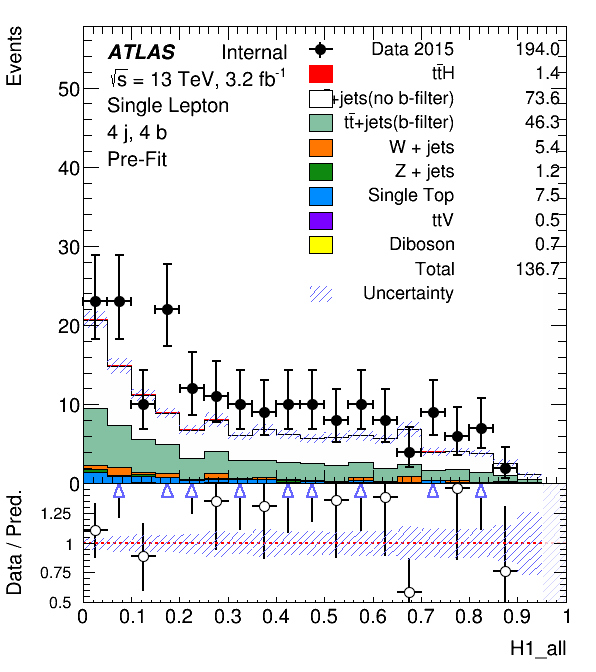 Events
ATLAS Internal
√s = 13 TeV, 3.2 fb-1
Single Lepton
4 j, 4 b
Pre-Fit
Data 2015 194.0
tt̄H 1.4
+jets(no b-filter) 73.6
tt̄+jets(b-filter) 46.3
W + jets 5.4
Z + jets 1.2
Single Top 7.5
ttV 0.5
Diboson 0.7
Total 136.7
Uncertainty
50
40
30
20
10
0
Data / Pred.
1.25
1
0.75
0.5
0 0.1 0.2 0.3 0.4 0.5 0.6 0.7 0.8 0.9 1
H1_all